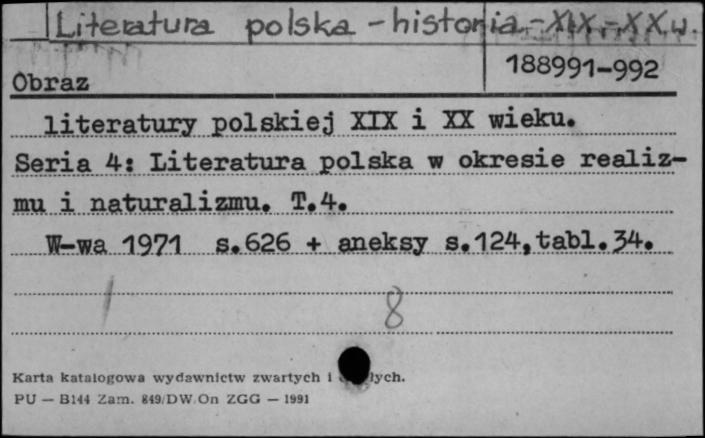 Literatura polska - historia - XIX - XX w.
188991-992
Obraz
literatury polskiej XIX i XX wieku.
Seria 4: Literatura polska w okresie realiz-
mu i naturalizmu. T.4.
W-wa 1971 s.626 + aneksy s.124,tabl.34.
8
Karta katalogowa wydawnictw zwartych i
PU — B144 Zam. 849/DW/On ZGG — 1991